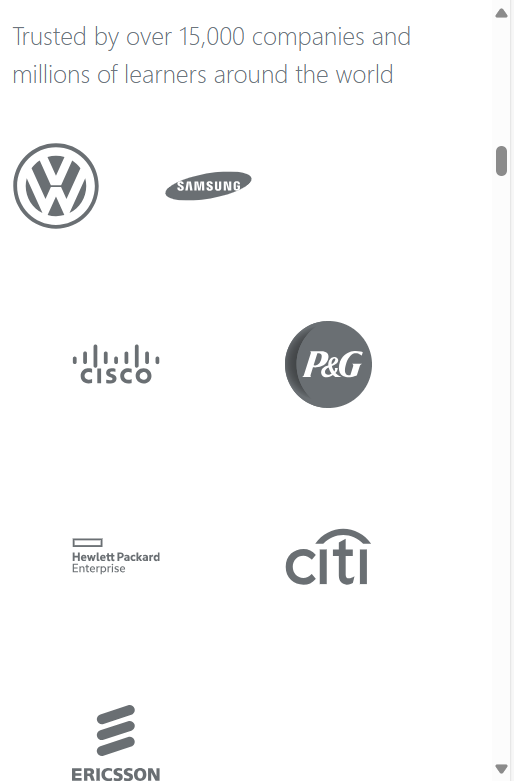 Trusted by over 15,000 companies and
millions of learners around the world
SAMSUNG
CISCO
P&G
Hewlett Packard
Enterprise
citi
ERICSSON